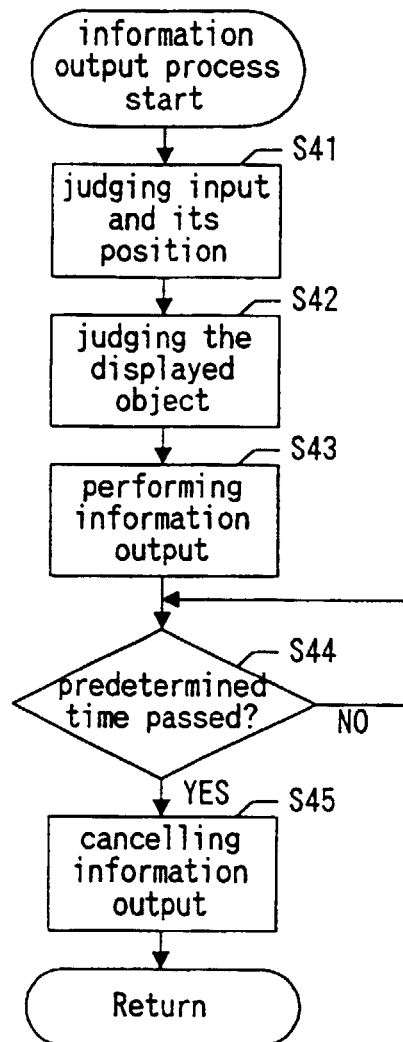 information
output process
start
S41
judging input
and its
position
S42
judging the
displayed
object
S43
performing
information
output
S44
predetermined
time passed?
NO
YES
S45
cancelling
information
output
Return